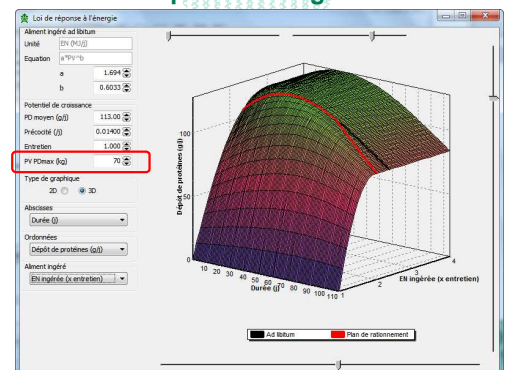 Loi de réponse à l'énergie
Aliment ingéré ad libitum
Unité EN (MJ/j)
Equation a*PV^b
a 1.694
b 0.6033
Potentiel de croissance
PD moyen (g/j) 113.00
Précocité (/j) 0.01400
Entretien 1.000
PV PDmax (kg) 70
Type de graphique
2D 3D
Abscisses
Durée (j)
Ordonnées
Dépôt de protéines (g/j)
Aliment ingéré
EN ingérée (x entretien)
Dépôt de protéines (g/j)
100
50
0
10 20 30 40 50 60 70 80 90 100 110
Durée (j)
1 2 3 4
EN ingérée (x entretien)
Ad libitum Plan de rationnement